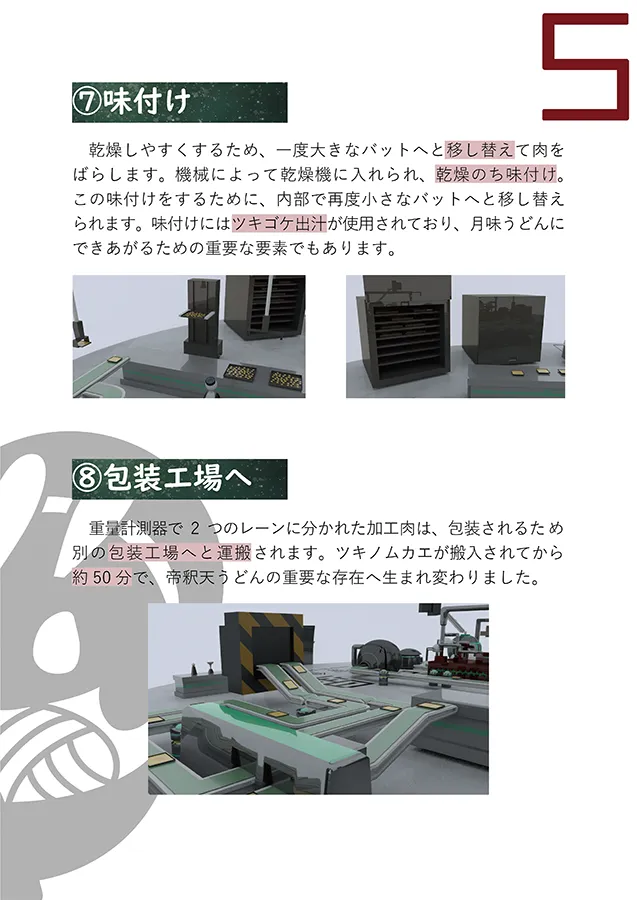 5
⑦味付け
乾燥しやすくするため、一度大きなバットへと移し替えて肉を
ばらします。機械によって乾燥機に入れられ、乾燥のち味付け。
この味付けをするために、内部で再度小さなバットへと移し替え
られます。味付けにはツキゴケ出汁が使用されており、月味うどんに
できあがるための重要な要素でもあります。
⑧包装工場へ
重量計測器で 2 つのレーンに分かれた加工肉は、包装されるため
別の包装工場へと運搬されます。ツキノムカエが搬入されてから
約 50 分で、帝釈天うどんの重要な存在へ生まれ変わりました。